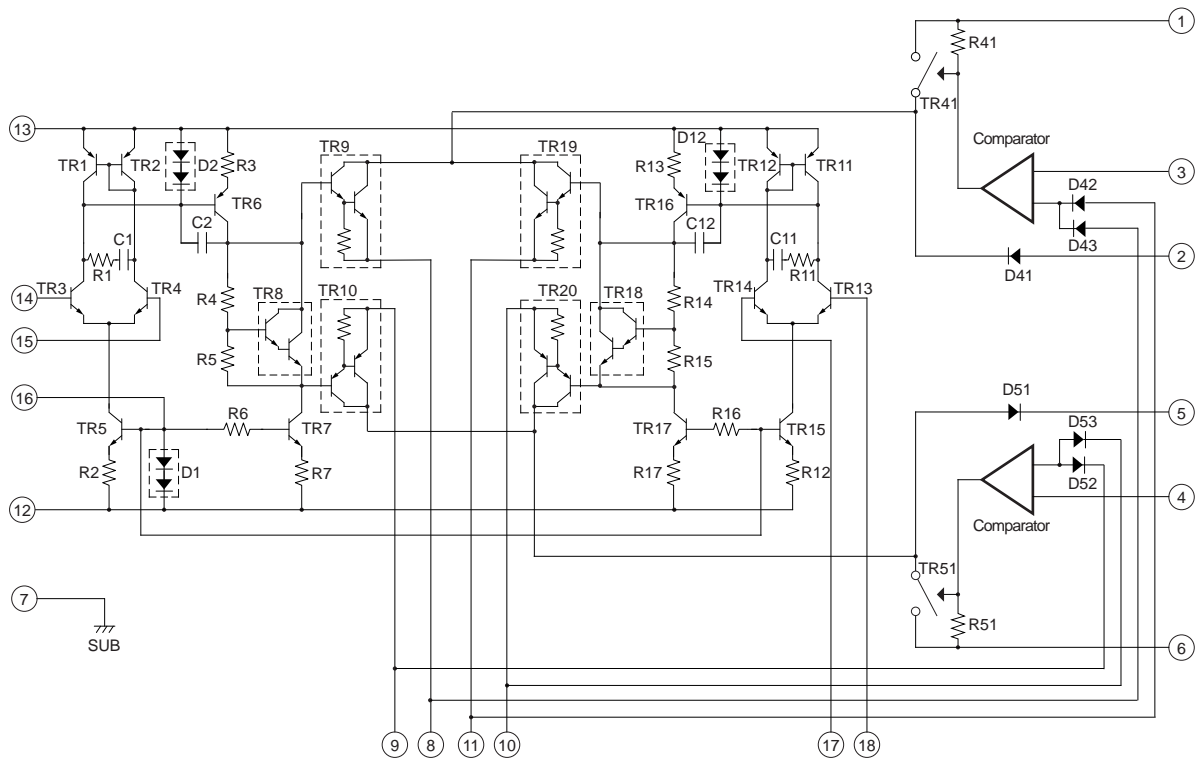 1
R41
TR41
13
Comparator
TR1
TR2
D2
R3
TR9
TR19
R13
D12
TR12
TR11
3
TR6
TR16
D42
C2
C12
D43
C1
R1
C11
R11
D41
2
TR3
TR4
14
R4
TR8
TR10
TR20
TR18
R14
TR14
TR13
15
R5
R15
16
D51
5
TR5
R6
TR7
TR17
R16
TR15
D53
R2
D1
R7
R17
R12
D52
12
4
Comparator
TR51
7
R51
SUB
6
9
8
11
10
17
18